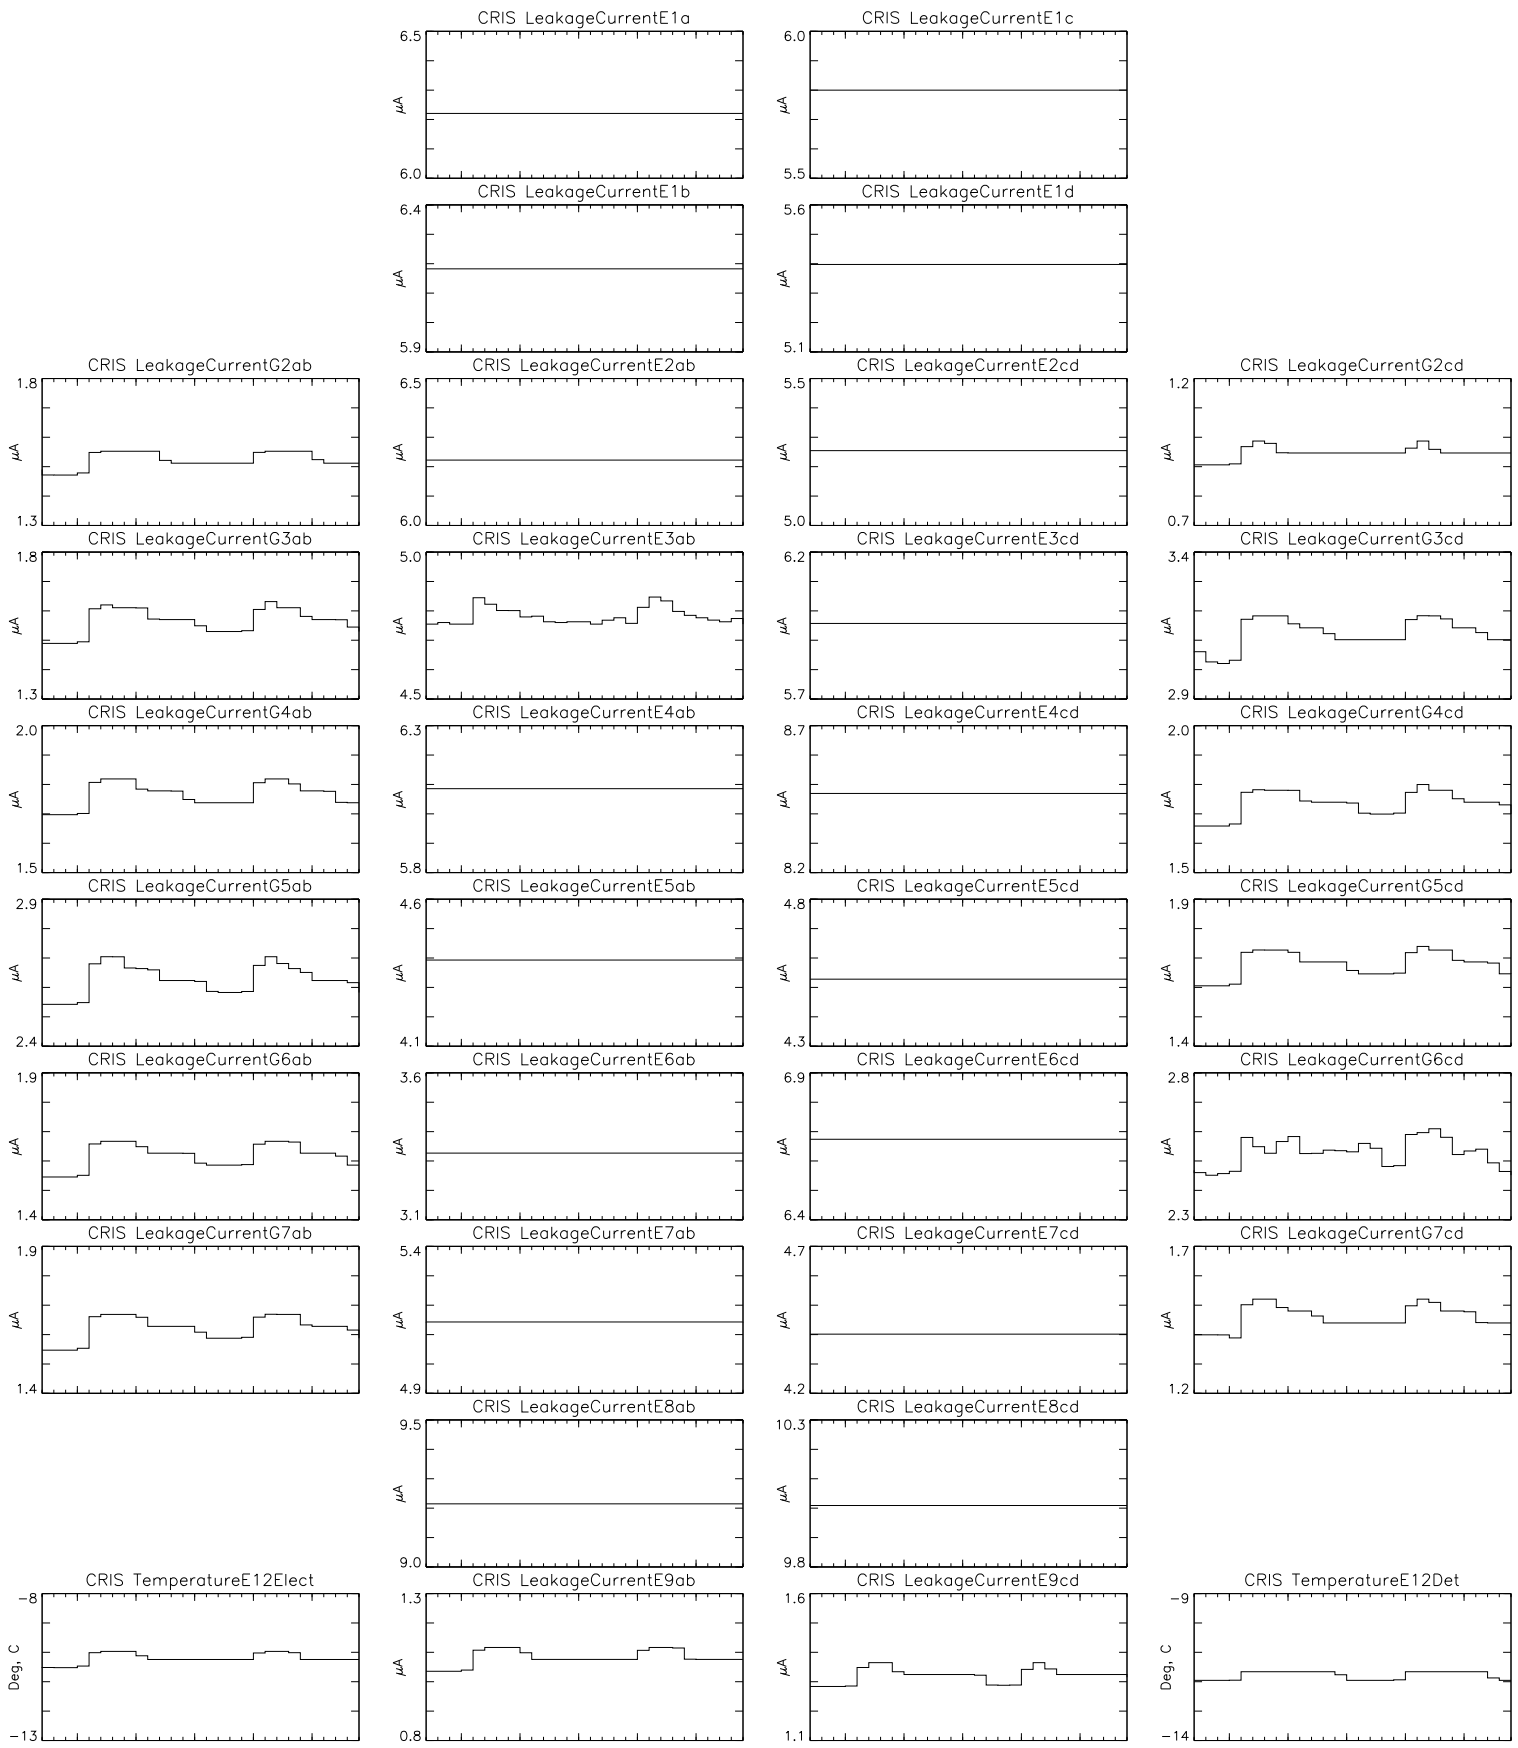 CRIS LeakageCurrentE1a
6.5
μA
6.0
CRIS LeakageCurrentE1c
6.0
μA
5.5
CRIS LeakageCurrentE1b
6.4
μA
5.9
CRIS LeakageCurrentE1d
5.6
μA
5.1
CRIS LeakageCurrentG2ab
1.8
μA
1.3
CRIS LeakageCurrentE2ab
6.5
μA
6.0
CRIS LeakageCurrentE2cd
5.5
μA
5.0
CRIS LeakageCurrentG2cd
1.2
μA
0.7
CRIS LeakageCurrentG3ab
1.8
μA
1.3
CRIS LeakageCurrentE3ab
5.0
μA
4.5
CRIS LeakageCurrentE3cd
6.2
μA
5.7
CRIS LeakageCurrentG3cd
3.4
μA
2.9
CRIS LeakageCurrentG4ab
2.0
μA
1.5
CRIS LeakageCurrentE4ab
6.3
μA
5.8
CRIS LeakageCurrentE4cd
8.7
μA
8.2
CRIS LeakageCurrentG4cd
2.0
μA
1.5
CRIS LeakageCurrentG5ab
2.9
μA
2.4
CRIS LeakageCurrentE5ab
4.6
μA
4.1
CRIS LeakageCurrentE5cd
4.8
μA
4.3
CRIS LeakageCurrentG5cd
1.9
μA
1.4
CRIS LeakageCurrentG6ab
1.9
μA
1.4
CRIS LeakageCurrentE6ab
3.6
μA
3.1
CRIS LeakageCurrentE6cd
6.9
μA
6.4
CRIS LeakageCurrentG6cd
2.8
μA
2.3
CRIS LeakageCurrentG7ab
1.9
μA
1.4
CRIS LeakageCurrentE7ab
5.4
μA
4.9
CRIS LeakageCurrentE7cd
4.7
μA
4.2
CRIS LeakageCurrentG7cd
1.7
μA
1.2
CRIS LeakageCurrentE8ab
9.5
μA
9.0
CRIS LeakageCurrentE8cd
10.3
μA
9.8
CRIS TemperatureE12Elect
-8
Deg, C
-13
CRIS LeakageCurrentE9ab
1.3
μA
0.8
CRIS LeakageCurrentE9cd
1.6
μA
1.1
CRIS TemperatureE12Det
-9
Deg, C
-14